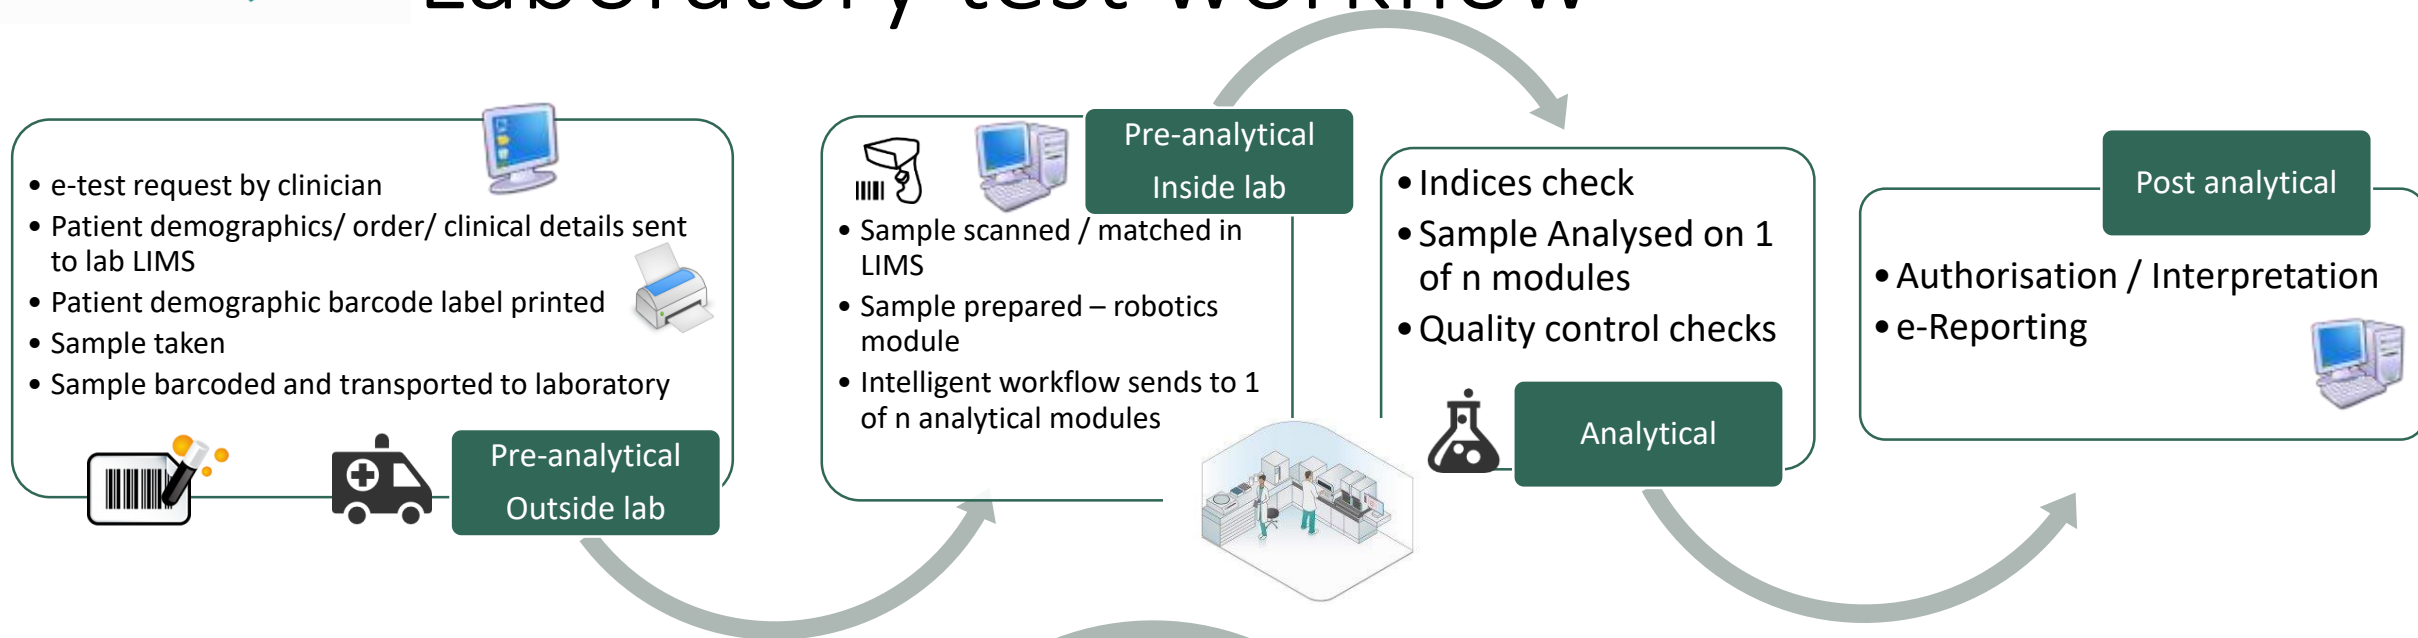 Laboratory test workflow
• e-test request by clinician
• Patient demographics/ order/ clinical details sent
to lab LIMS
• Patient demographic barcode label printed
• Sample taken
• Sample barcoded and transported to laboratory
Pre-analytical
Outside lab
Pre-analytical
Inside lab
• Sample scanned / matched in
LIMS
• Sample prepared – robotics
module
• Intelligent workflow sends to 1
of n analytical modules
• Indices check
• Sample Analysed on 1
of n modules
• Quality control checks
Analytical
Post analytical
• Authorisation / Interpretation
• e-Reporting